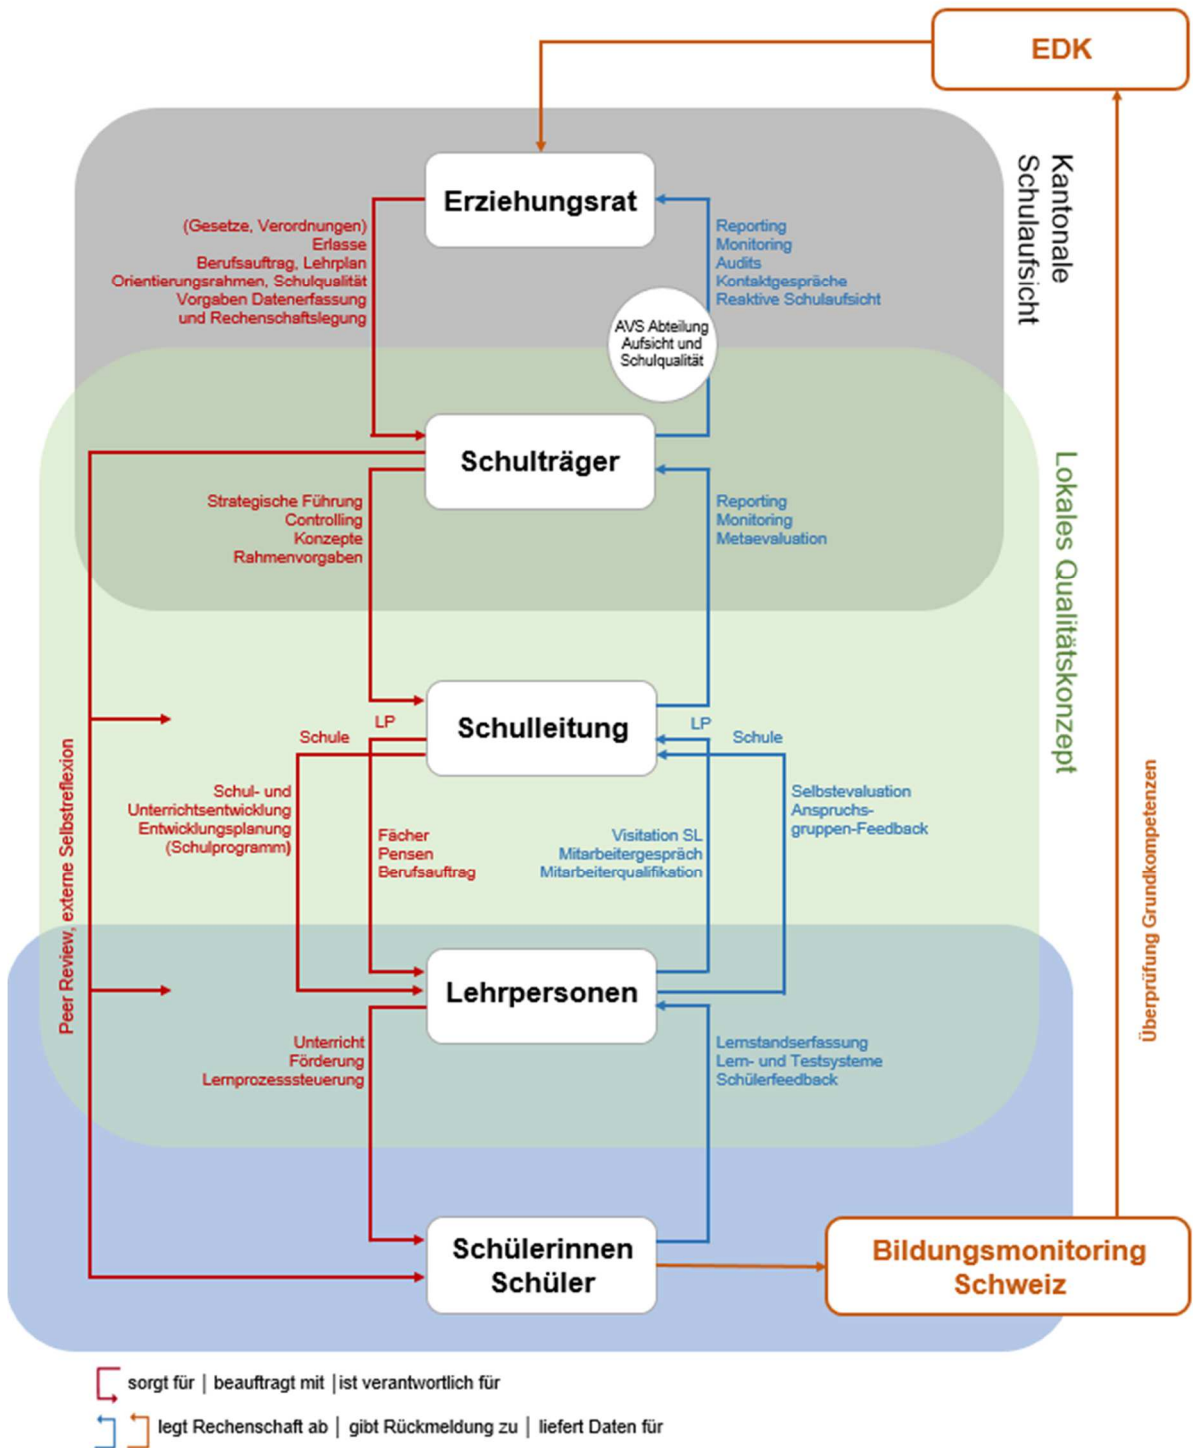 EDK
Kantonale
Schulaufsicht
Erziehungsrat
(Gesetze, Verordnungen)
Erlasse
Berufsauftrag, Lehrplan
Orientierungsrahmen, Schulqualität
Vorgaben Datenerfassung
und Rechenschaftslegung
Reporting
Monitoring
Audits
Kontaktgespräche
Reaktive Schulaufsicht
AVS Abteilung
Aufsicht und
Schulqualität
Schulträger
Lokales Qualitätskonzept
Strategische Führung
Controlling
Konzepte
Rahmenvorgaben
Reporting
Monitoring
Metaevaluation
Schulleitung
LP
Schule
LP
Schule
Schul- und
Unterrichtsentwicklung
Entwicklungsplanung
(Schulprogramm)
Fächer
Pensen
Berufsauftrag
Visitation SL
Mitarbeitergespräch
Mitarbeiterqualifikation
Selbstevaluation
Anspruchs-
gruppen-Feedback
Peer Review, externe Selbstreflexion
Überprüfung Grundkompetenzen
Lehrpersonen
Unterricht
Förderung
Lernprozesssteuerung
Lernstandserfassung
Lern- und Testsysteme
Schülerfeedback
Schülerinnen
Schüler
Bildungsmonitoring
Schweiz
sorgt für | beauftragt mit |ist verantwortlich für
legt Rechenschaft ab | gibt Rückmeldung zu | liefert Daten für